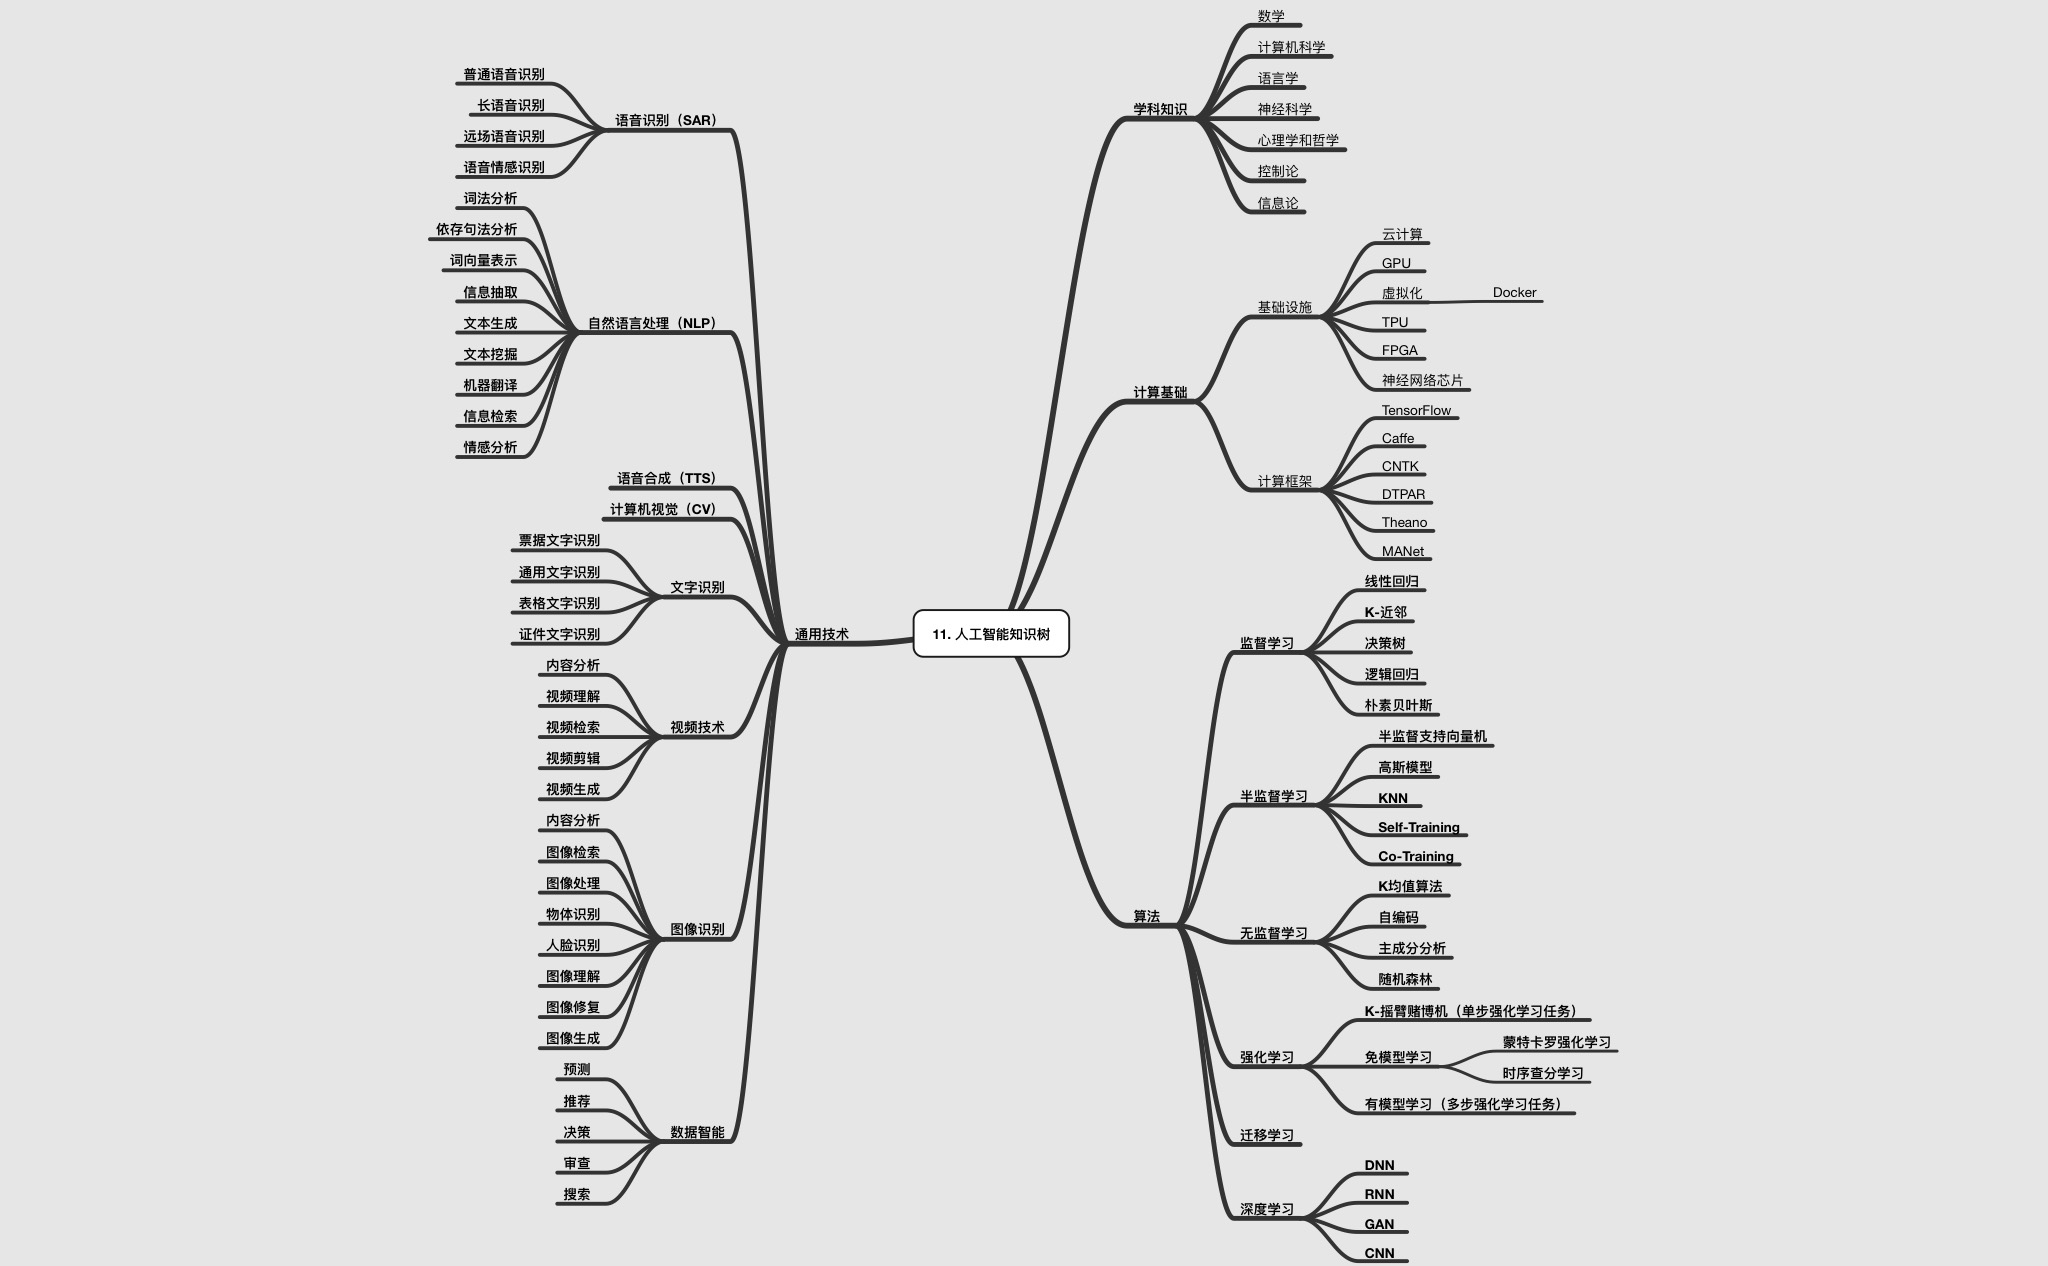 11. 人工智能知识树
学科知识
数学
计算机科学
语言学
神经科学
心理学和哲学
控制论
信息论
计算基础
基础设施
云计算
GPU
虚拟化
Docker
TPU
FPGA
神经网络芯片
计算框架
TensorFlow
Caffe
CNTK
DTPAR
Theano
MANet
算法
监督学习
线性回归
K-近邻
决策树
逻辑回归
朴素贝叶斯
半监督学习
半监督支持向量机
高斯模型
KNN
Self-Training
Co-Training
无监督学习
K均值算法
自编码
主成分分析
随机森林
强化学习
K-摇臂赌博机（单步强化学习任务）
免模型学习
蒙特卡罗强化学习
时序查分学习
有模型学习（多步强化学习任务）
迁移学习
深度学习
DNN
RNN
GAN
CNN
通用技术
语音识别（SAR）
普通语音识别
长语音识别
远场语音识别
语音情感识别
自然语言处理（NLP）
词法分析
依存句法分析
词向量表示
信息抽取
文本生成
文本挖掘
机器翻译
信息检索
情感分析
语音合成（TTS）
计算机视觉（CV）
文字识别
票据文字识别
通用文字识别
表格文字识别
证件文字识别
视频技术
内容分析
视频理解
视频检索
视频剪辑
视频生成
图像识别
内容分析
图像检索
图像处理
物体识别
人脸识别
图像理解
图像修复
图像生成
数据智能
预测
推荐
决策
审查
搜索